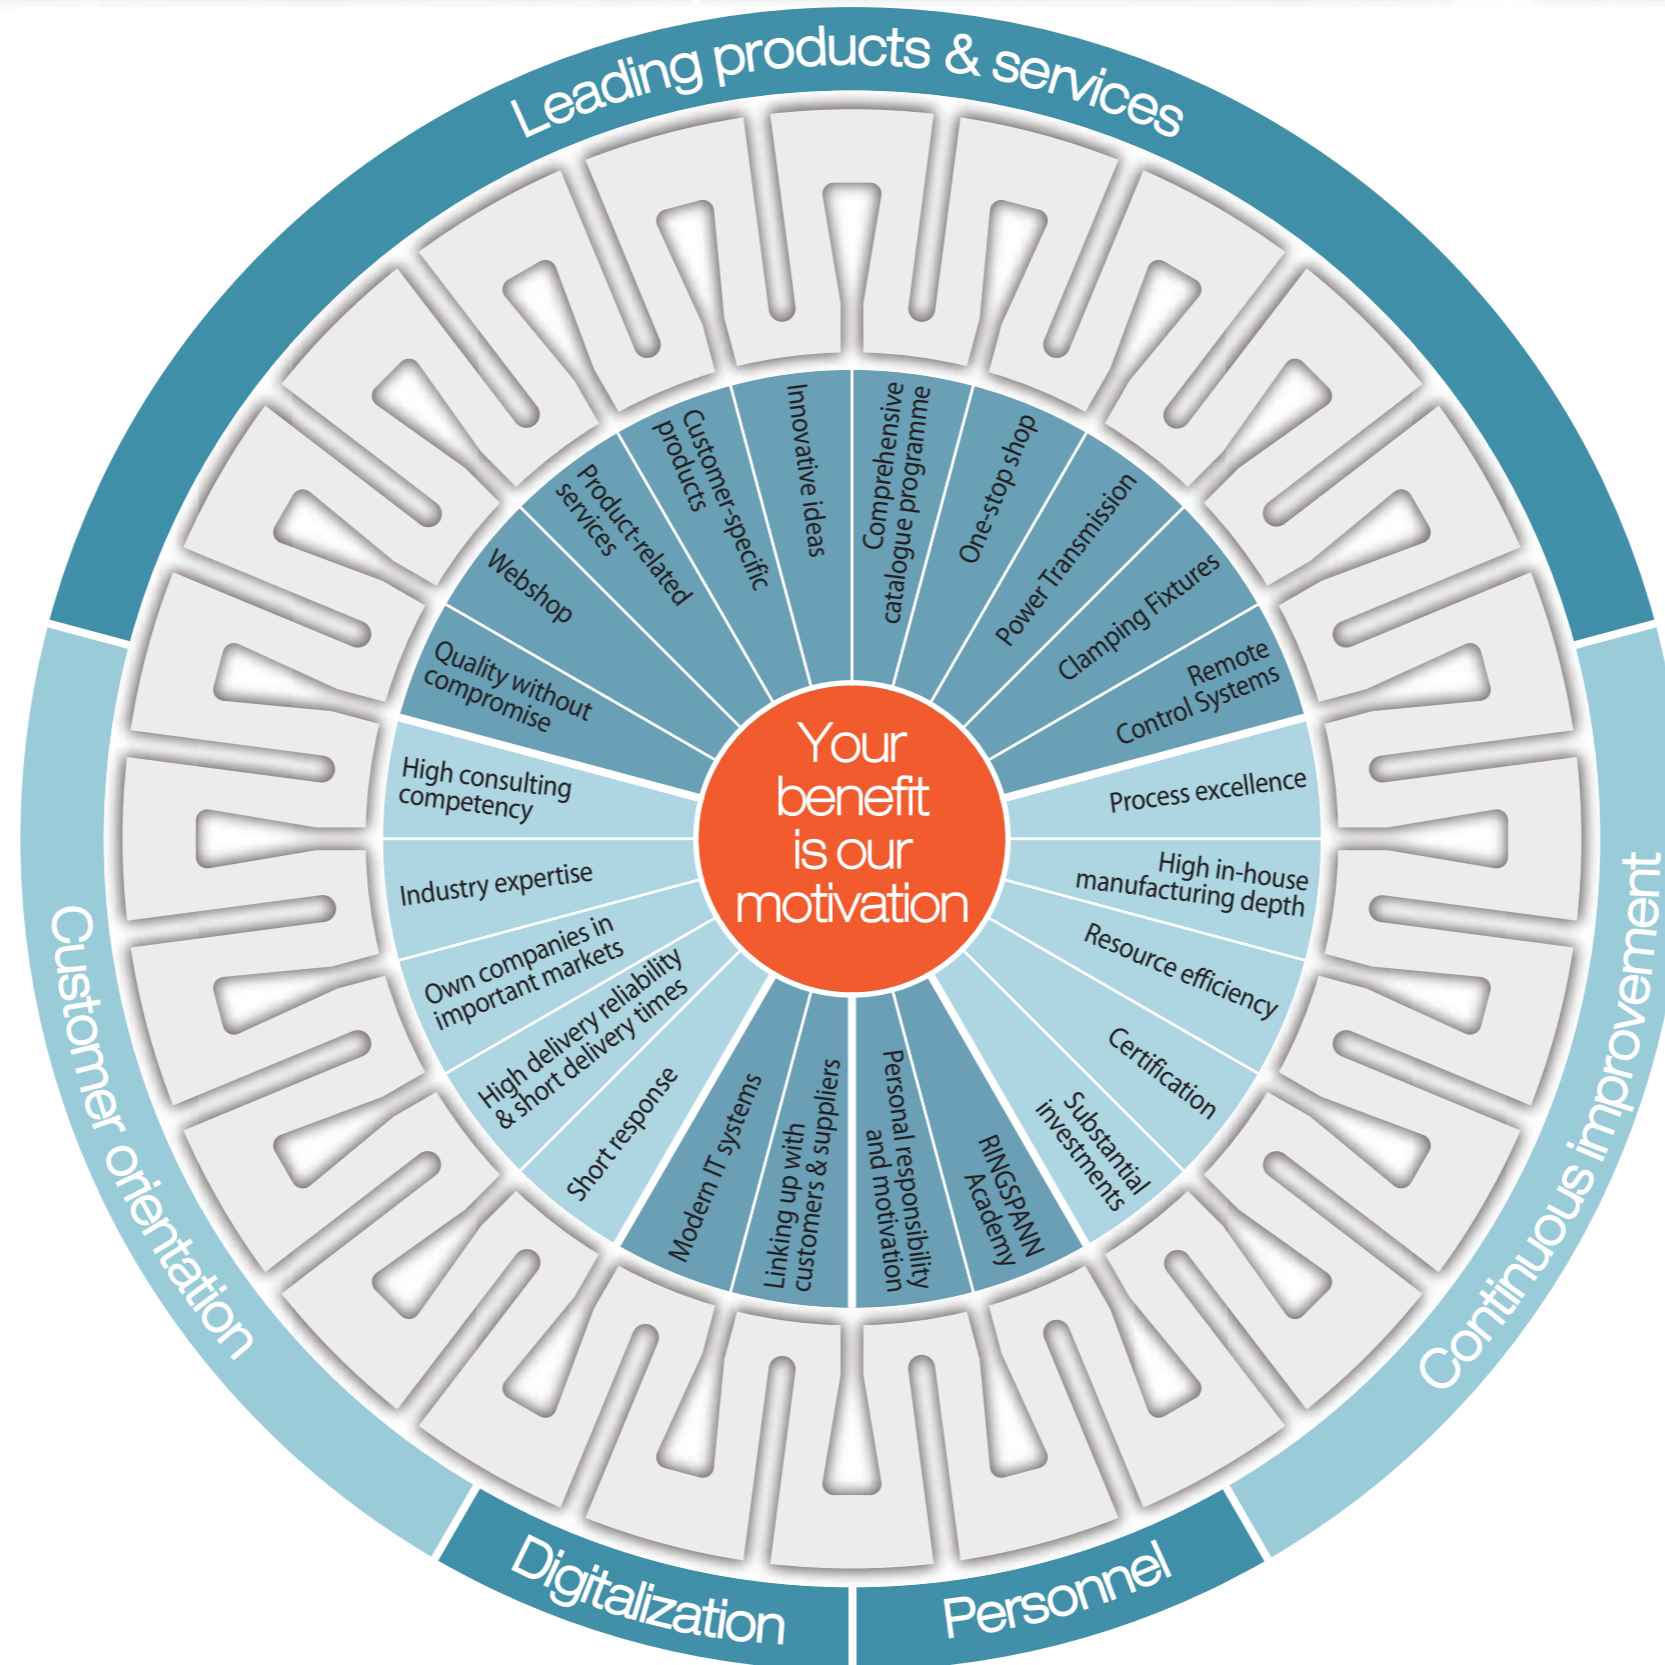 Leading products & services
Quality without
compromise
Webshop
Product-related
services
Customer-specific
products
Innovative ideas
Comprehensive
catalogue programme
One-stop shop
Power Transmission
Clamping Fixtures
Remote
Control Systems
Process excellence
High in-house
manufacturing depth
Resource efficiency
Certification
Substantial
investments
Continuous improvement
RINGSPANN
Academy
Personal responsibility
and motivation
Personnel
Linking up with
customers & suppliers
Modern IT systems
Digitalization
Short response
High delivery reliability
& short delivery times
Own companies in
important markets
Industry expertise
High consulting
competency
Customer orientation
Your
benefit
is our
motivation